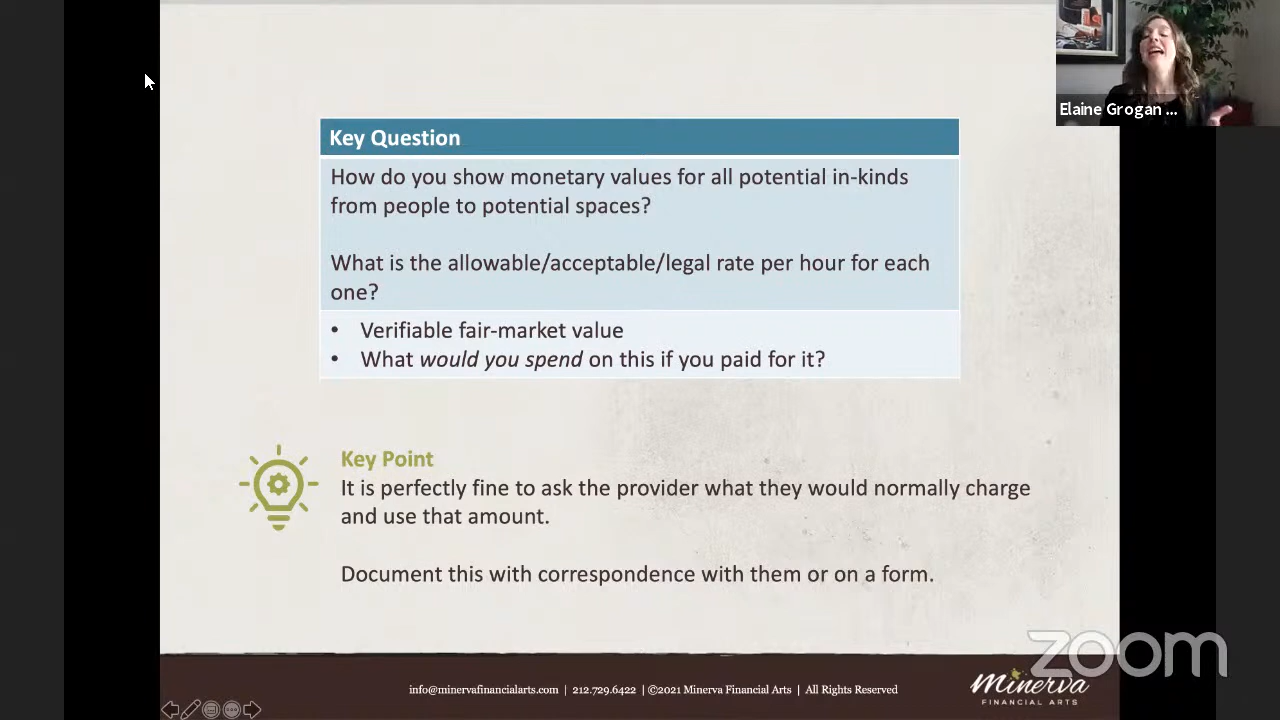 Elaine Grogan ...
Key Question
How do you show monetary values for all potential in-kinds
from people to potential spaces?
What is the allowable/acceptable/legal rate per hour for each
one?
• Verifiable fair-market value
• What would you spend on this if you paid for it?
Key Point
It is perfectly fine to ask the provider what they would normally charge
and use that amount.
Document this with correspondence with them or on a form.
zoom
info@minervafinancialarts.com | 212.729.6422 | ©2021 Minerva Financial Arts | All Rights Reserved
Minerva
FINANCIAL ARTS